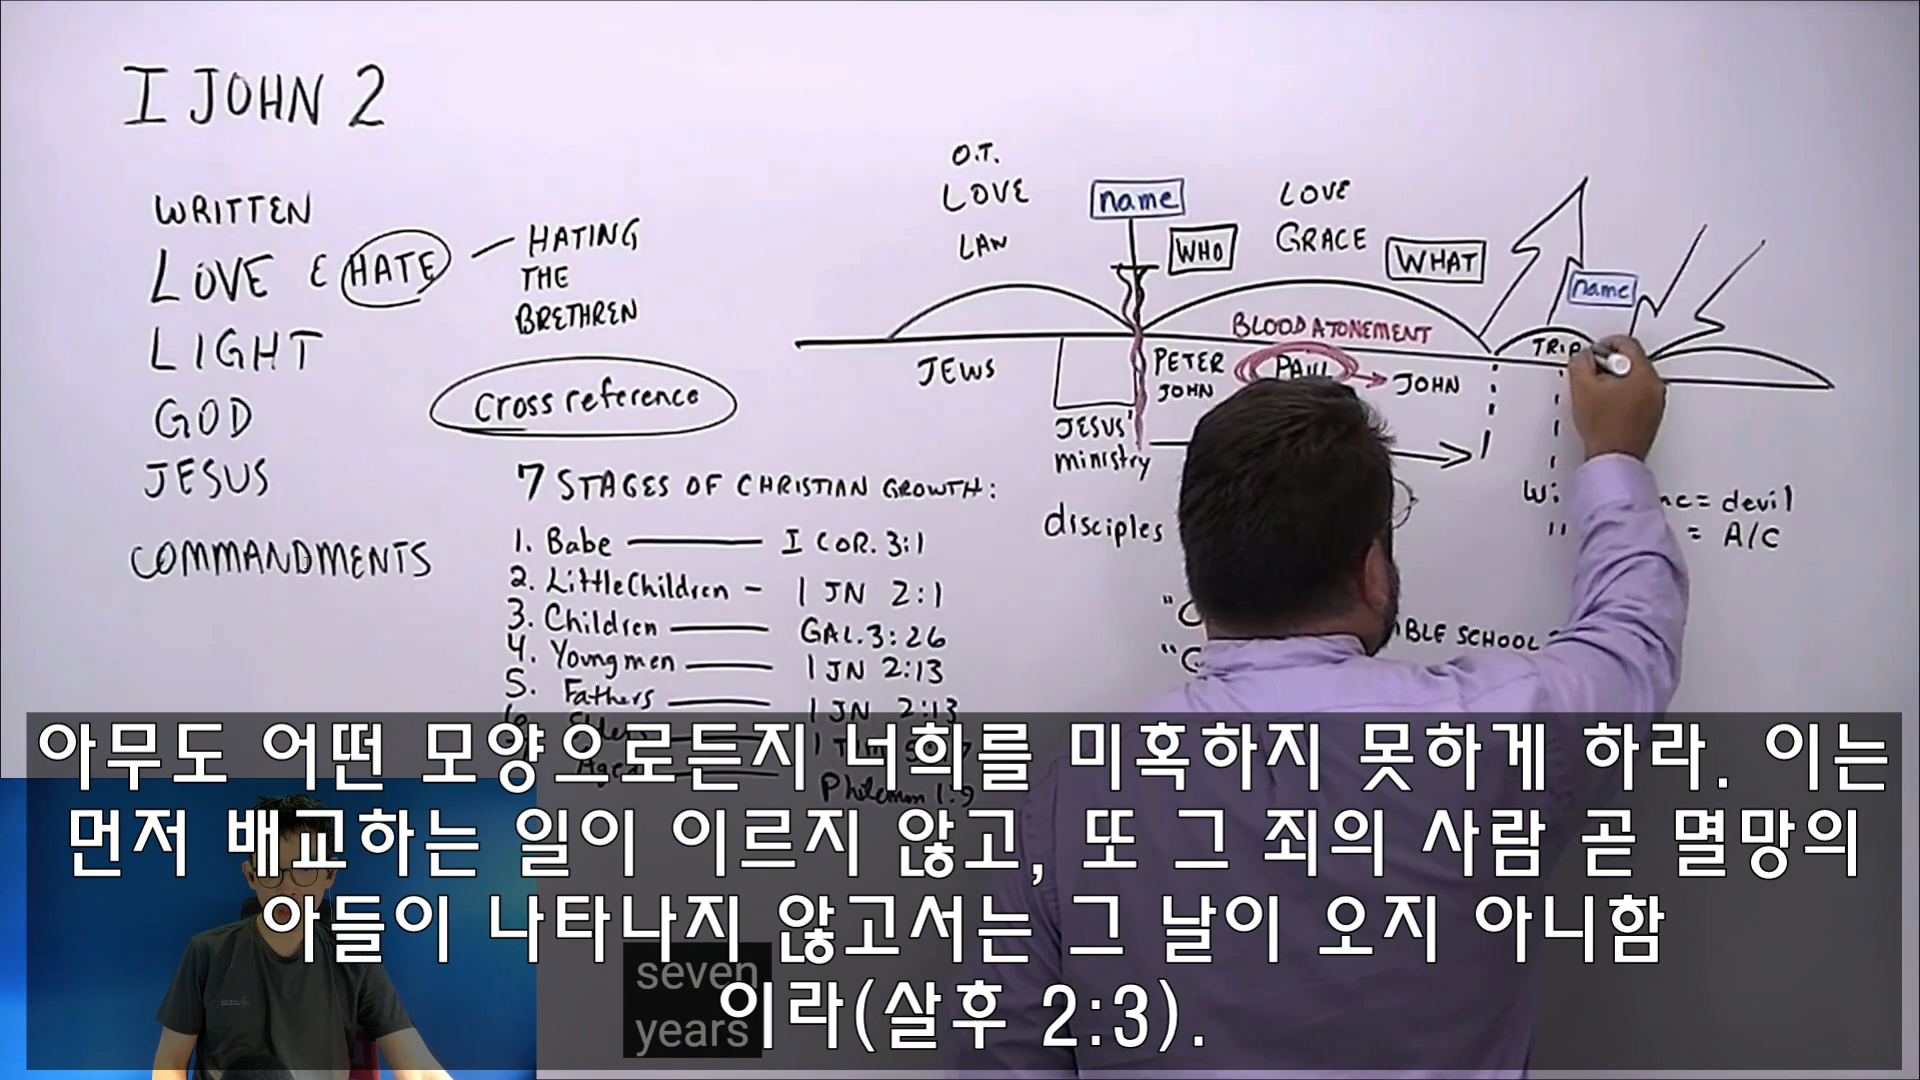 I JOHN 2
WRITTEN
LOVE & HATE
HATING
THE
BRETHREN
LIGHT
GOD
JESUS
COMMANDMENTS
cross reference
7 STAGES OF CHRISTIAN GROWTH:
1. Babe I COR. 3:1
2. Little Children 1 JN 2:1
3. Children GAL. 3:26
4. Young men 1 JN 2:13
5. Fathers 1 JN 2:13
Philemon 1:9
O.T.
LOVE
LAW
name
WHO
LOVE
GRACE
WHAT
name
BLOOD ATONEMENT
TRIB
JEWS
PETER
JOHN
PAUL
JOHN
JESUS'
ministry
disciples
= devil
= A/C
SCHOOL
아무도 어떤 모양으로든지 너희를 미혹하지 못하게 하라. 이는
먼저 배교하는 일이 이르지 않고, 또 그 죄의 사람 곧 멸망의
아들이 나타나지 않고서는 그 날이 오지 아니함
이라(살후 2:3).
seven
years